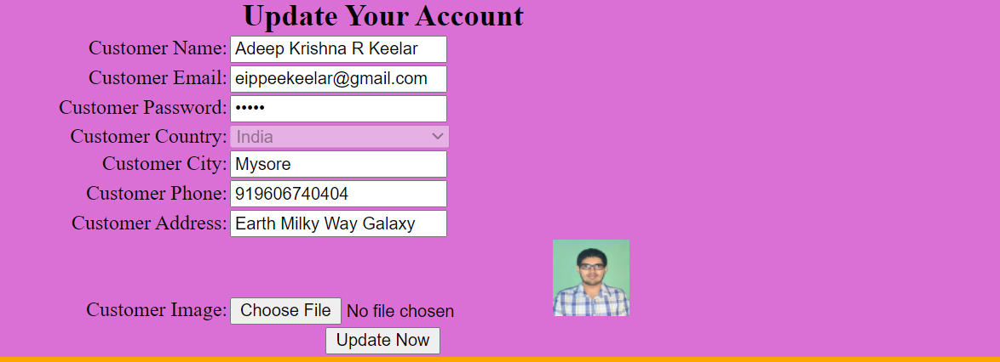 Update Your Account
Customer Name: Adeep Krishna R Keelar
Customer Email: eippeekeelar@gmail.com
Customer Password: •••••
Customer Country: India
Customer City: Mysore
Customer Phone: 919606740404
Customer Address: Earth Milky Way Galaxy
Customer Image: Choose File No file chosen
Update Now